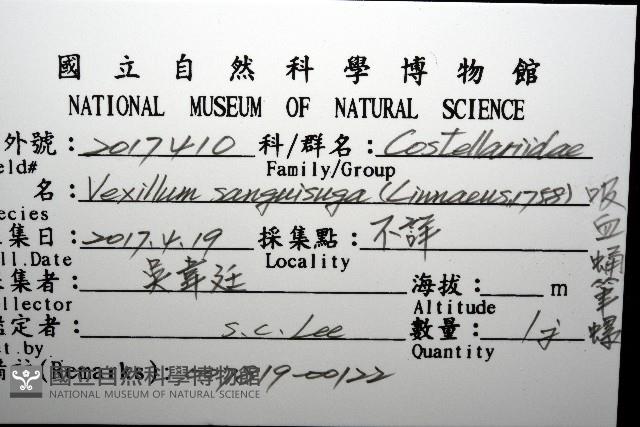 國立自然科學博物館
NATIONAL MUSEUM OF NATURAL SCIENCE
外號: 2017410 科/群名: Costellariidae
eld# Family/Group
名: Vexillum sanguisuga (Linnaeus, 1758) 吸血蛹筆螺
ecies
集日: 2017.4.19 採集點: 不詳
ll.Date Locality
集者: 吳韋廷 海拔: m
llector Altitude
定者: S.C. Lee 數量: 1
t.by Quantity
(Remarks): 19-00122
國立自然科學博物館
NATIONAL MUSEUM OF NATURAL SCIENCE